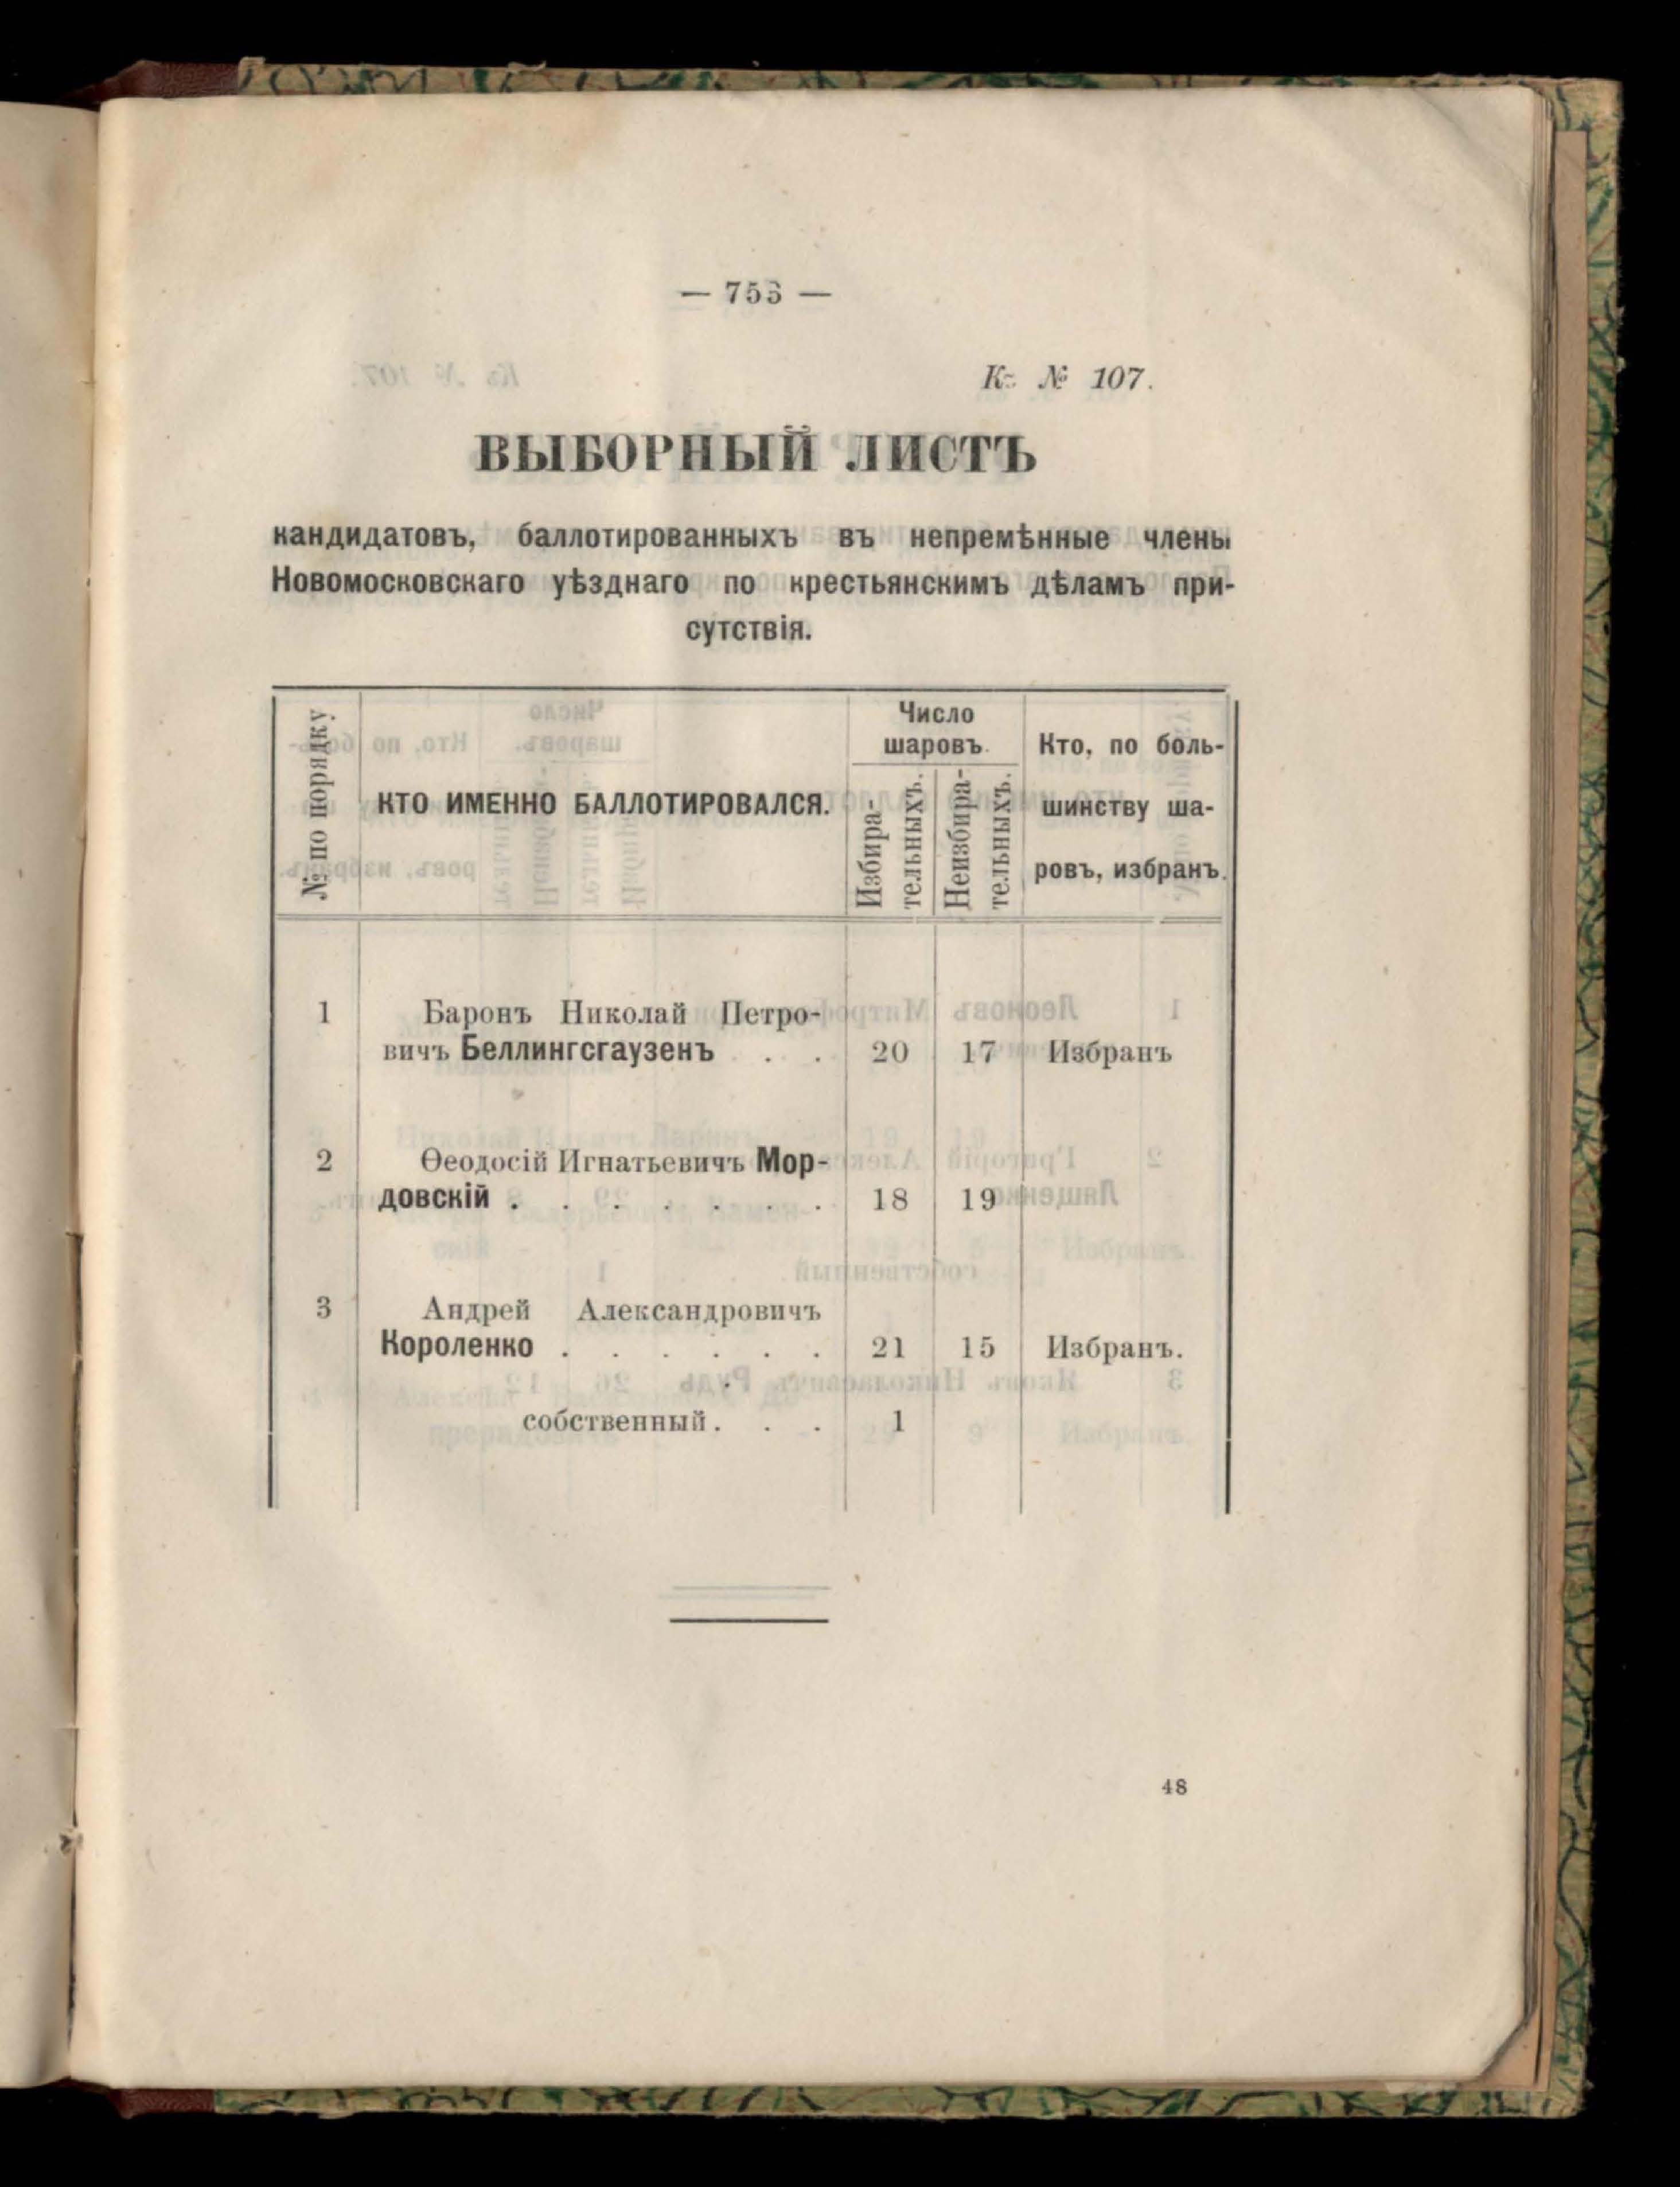 — 753 —
Къ № 107.
ВЫБОРНЫЙ ЛИСТЪ
кандидатовъ, баллотированныхъ въ непремѣнные члены
Новомосковскаго уѣзднаго по крестьянскимъ дѣламъ при-
сутствія.
№ по порядку
КТО ИМЕННО БАЛЛОТИРОВАЛСЯ.
Число
шаровъ.
Избира-
тельныхъ.
Неизбира-
тельныхъ.
Кто, по боль-
шинству ша-
ровъ, избранъ.
1 Баронъ Николай Петро-
вичъ Беллингсгаузенъ . . 20 17 Избранъ
2 Ѳеодосій Игнатьевичъ Мор-
довскій . . . . . . . 18 19
3 Андрей Александровичъ
Короленко . . . . . . 21 15 Избранъ.
собственный . . . 1
48